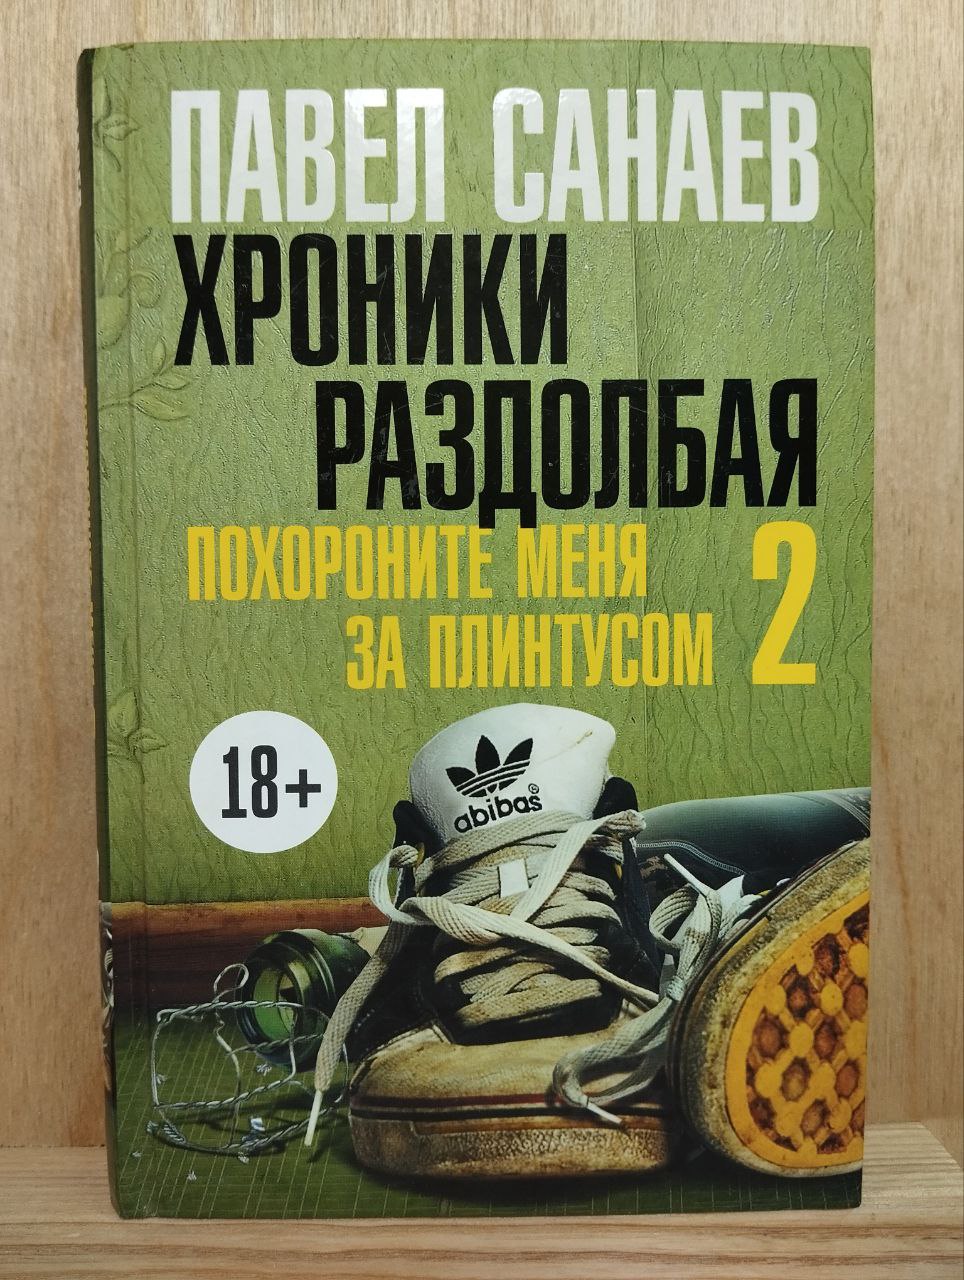 ПАВЕЛ САНАЕВ
ХРОНИКИ
РАЗДОЛБАЯ
ПОХОРОНИТЕ МЕНЯ
ЗА ПЛИНТУСОМ 2
18+
abibas©